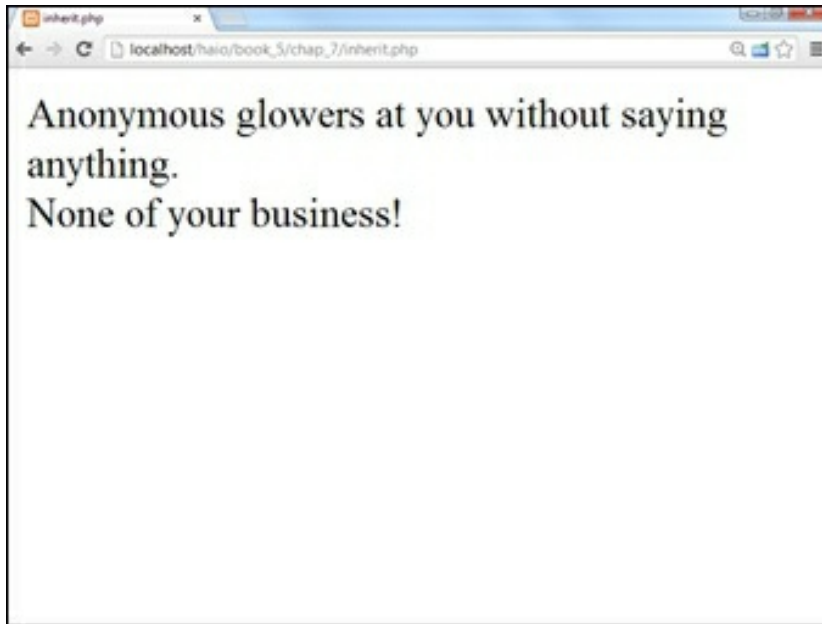 inherit.php
localhost/haio/book_5/chap_7/inherit.php
Anonymous glowers at you without saying
anything.
None of your business!